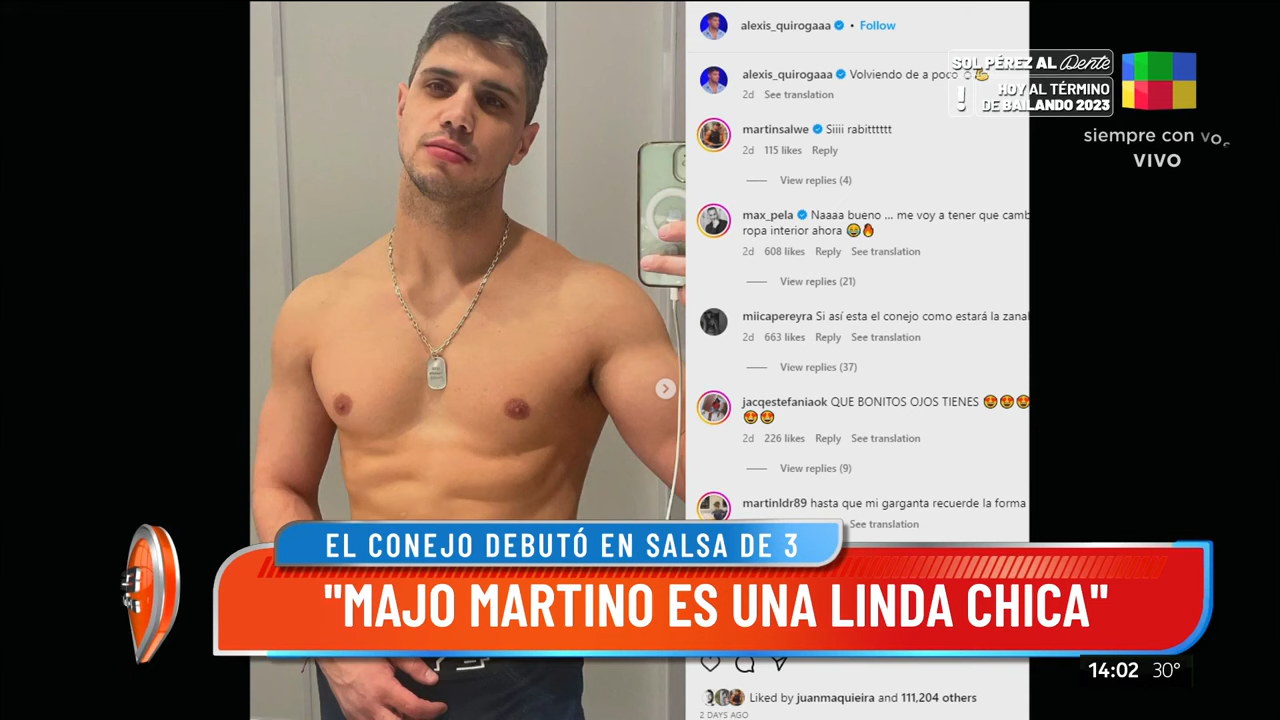 alexis_quirogaaa • Follow
alexis_quirogaaa Volviendo de a poco
2d See translation
martinsalwe Siiii rabitttttt
2d 115 likes Reply
View replies (4)
max_pela Naaaa bueno ... me voy a tener que camb
ropa interior ahora 😂🔥
2d 608 likes Reply See translation
View replies (21)
miicapereyra Si así esta el conejo como estará la zanal
2d 663 likes Reply See translation
View replies (37)
jacqestefaniaok QUE BONITOS OJOS TIENES 😍😍😍
😍😍
2d 226 likes Reply See translation
View replies (9)
martinldr89 hasta que mi garganta recuerde la forma
See translation
Liked by juanmaquieira and 111,204 others
2 DAYS AGO
SOL PÉREZ AL Dente
! HOY AL TÉRMINO
DE BAILANDO 2023
siempre con vos
VIVO
EL CONEJO DEBUTÓ EN SALSA DE 3
"MAJO MARTINO ES UNA LINDA CHICA"
14:02 30°